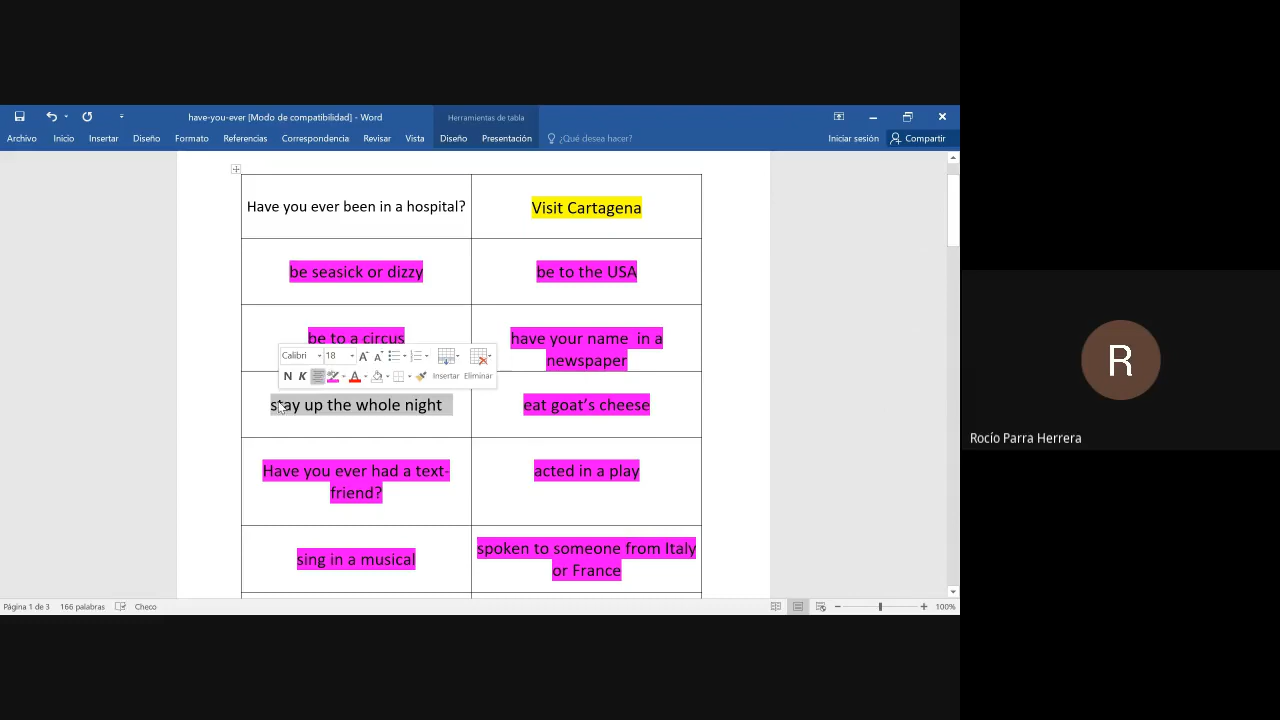 have-you-ever [Modo de compatibilidad] - Word
Herramientas de tabla
Archivo Inicio Insertar Diseño Formato Referencias Correspondencia Revisar Vista Diseño Presentación ¿Qué desea hacer? Iniciar sesión Compartir
Have you ever been in a hospital?
Visit Cartagena
be seasick or dizzy
be to the USA
be to a circus
have your name in a
newspaper
Calibri 18
N K Insertar Eliminar
stay up the whole night
eat goat's cheese
Have you ever had a text-
friend?
acted in a play
sing in a musical
spoken to someone from Italy
or France
Página 1 de 3 166 palabras Checo 100%
R
Rocío Parra Herrera